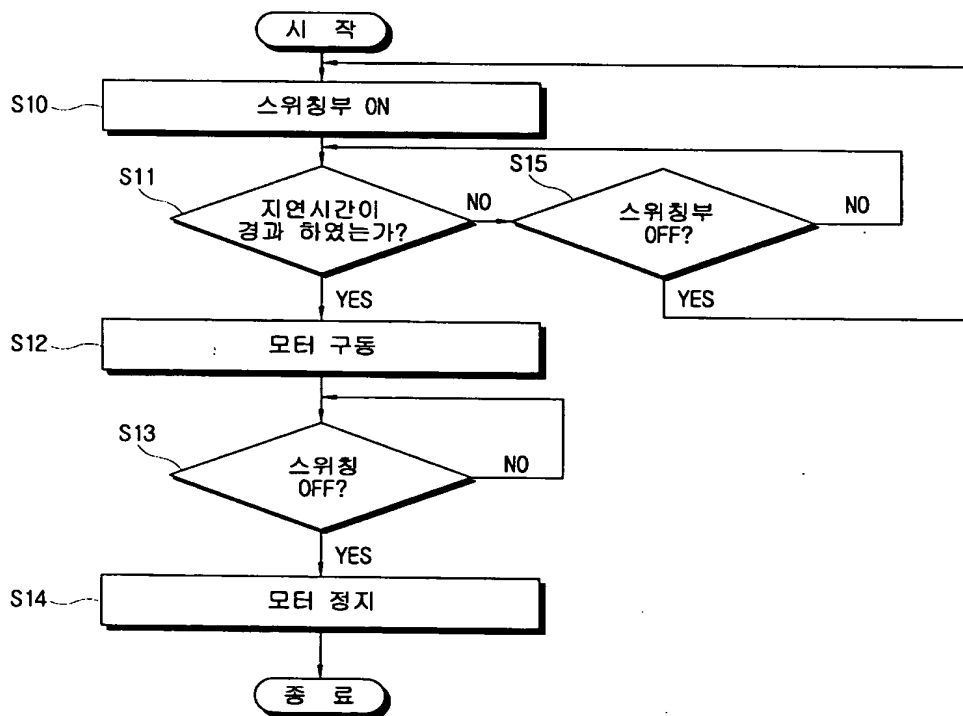 시 작
S10
스위칭부 ON
S11
지연시간이
경과 하였는가?
NO
S15
스위칭부
OFF?
NO
YES
YES
S12
모터 구동
S13
스위칭
OFF?
NO
YES
S14
모터 정지
종 료